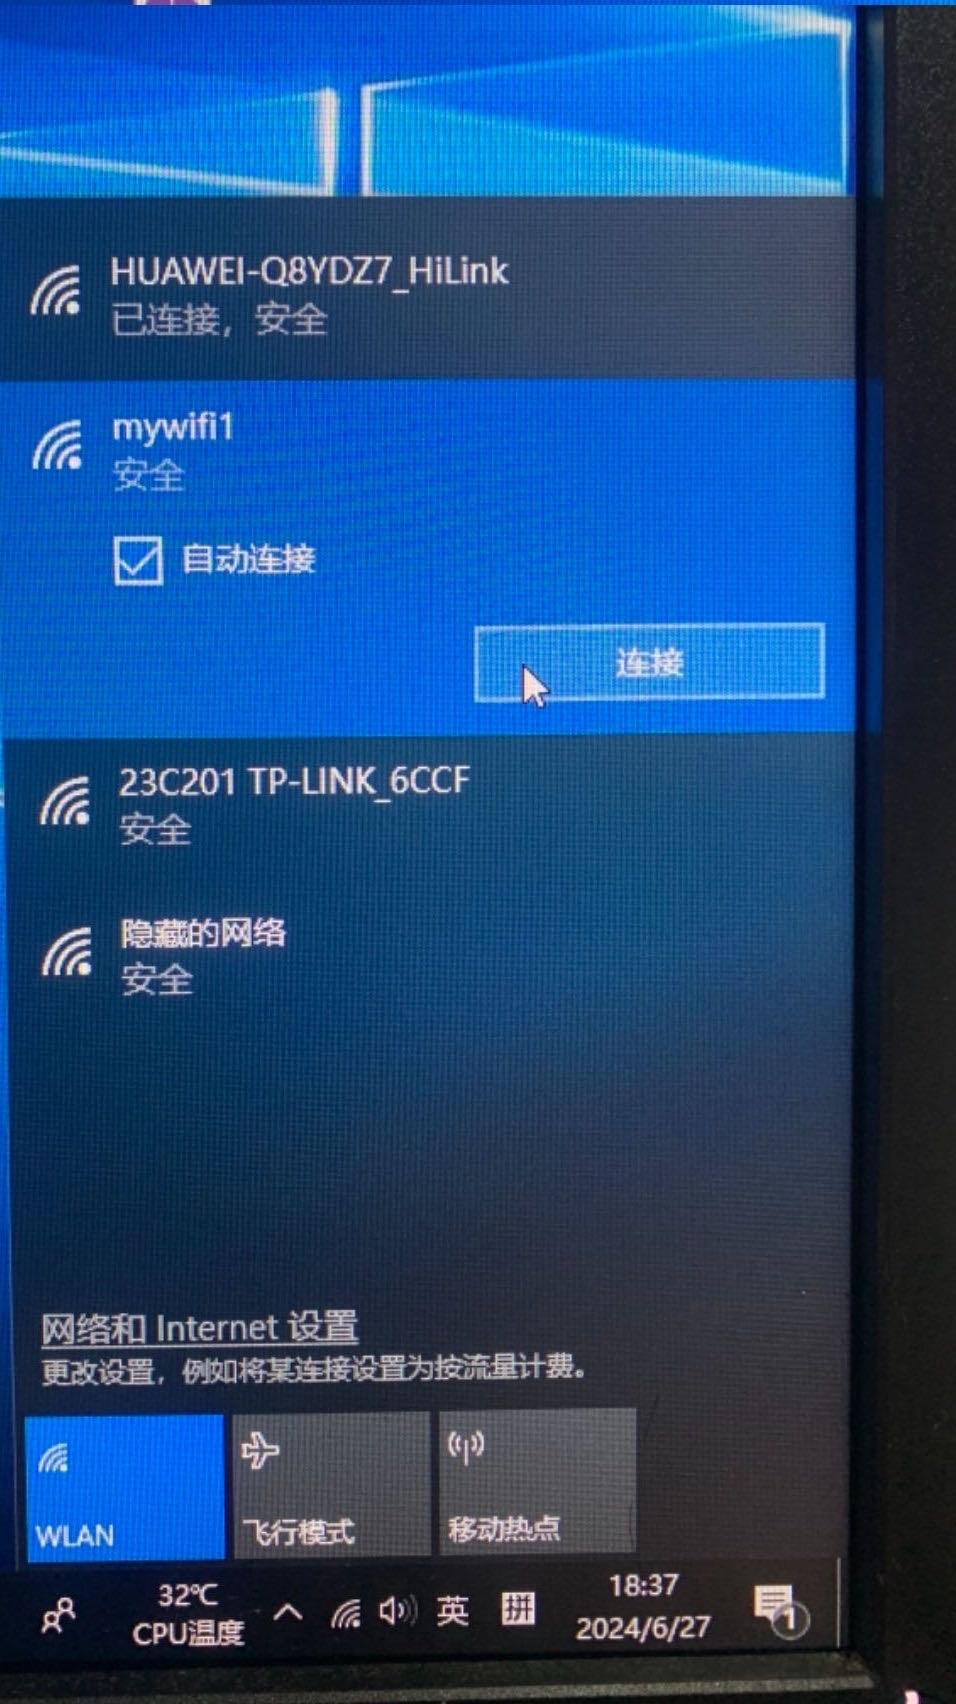 HUAWEI-Q8YDZ7_HiLink
已连接，安全
mywifi1
安全
自动连接
连接
23C201 TP-LINK_6CCF
安全
隐藏的网络
安全
网络和 Internet 设置
更改设置，例如将某连接设置为按流量计费。
WLAN
飞行模式
移动热点
32℃
CPU温度
英
拼
18:37
2024/6/27
1